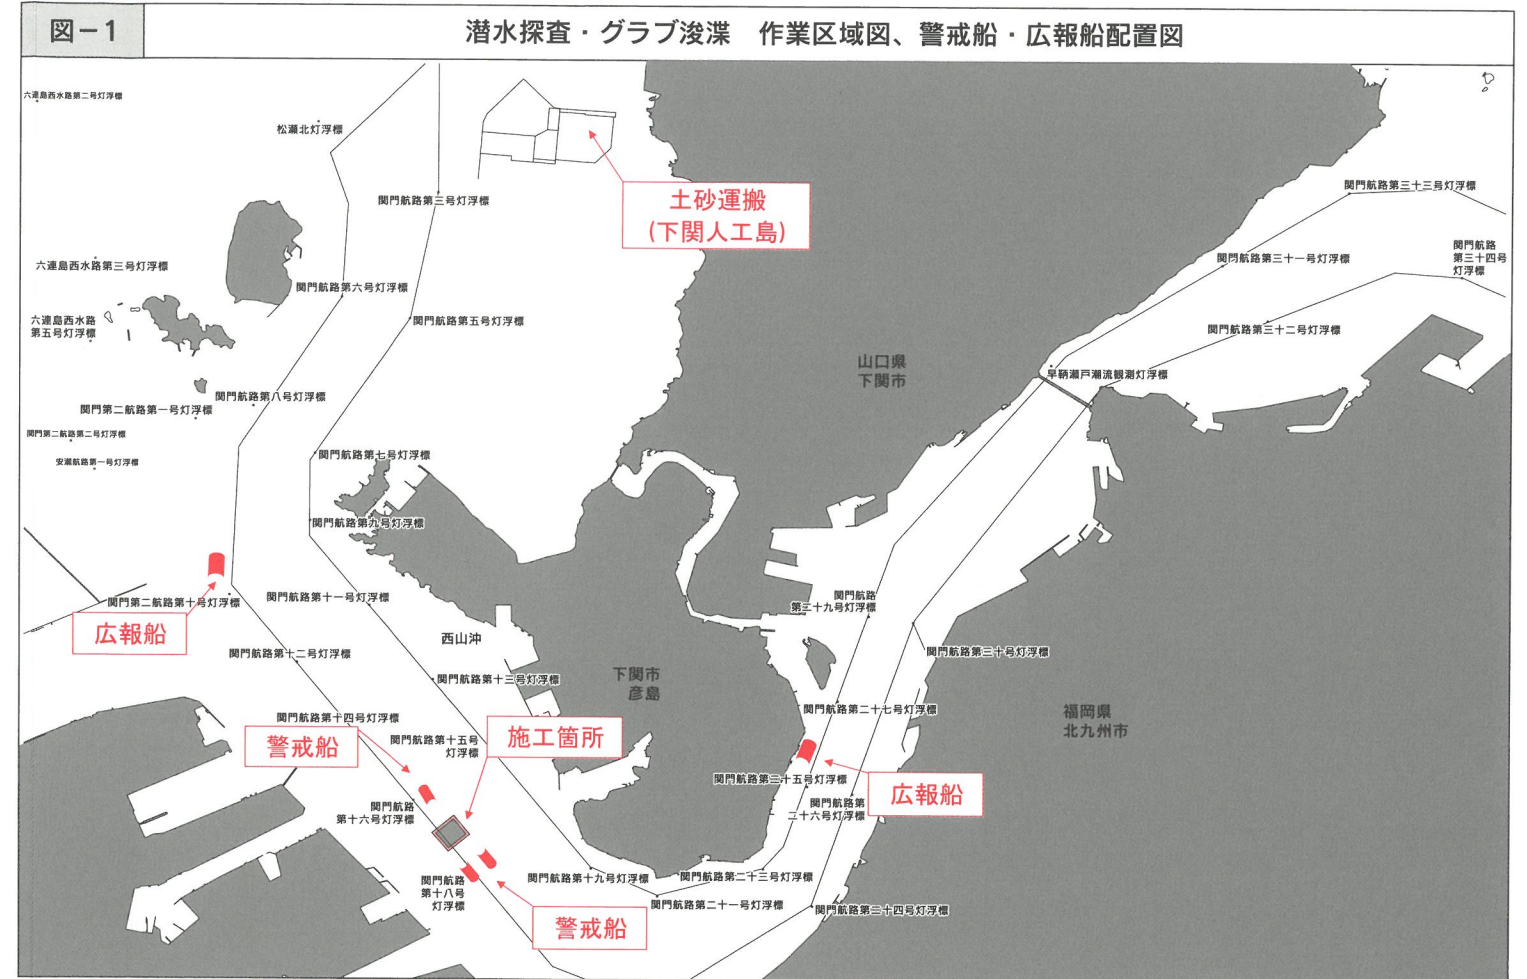 図－1
潜水探査・グラブ浚渫　作業区域図、警戒船・広報船配置図
六連島西水路第二号灯浮標
松瀬北灯浮標
関門航路第三号灯浮標
土砂運搬
(下関人工島)
関門航路第三十三号灯浮標
関門航路
第三十四号
灯浮標
関門航路第三十一号灯浮標
六連島西水路第三号灯浮標
関門航路第六号灯浮標
六連島西水路
第五号灯浮標
関門航路第五号灯浮標
関門航路第三十二号灯浮標
山口県
下関市
早鞆瀬戸潮流観測灯浮標
関門航路第八号灯浮標
関門第二航路第一号灯浮標
関門第二航路第二号灯浮標
安瀬航路第一号灯浮標
関門航路第七号灯浮標
関門航路第九号灯浮標
関門第二航路第十号灯浮標
関門航路第十一号灯浮標
関門航路
第二十九号灯浮標
広報船
西山沖
関門航路第十二号灯浮標
関門航路第三十号灯浮標
関門航路第十三号灯浮標
下関市
彦島
関門航路第二十七号灯浮標
福岡県
北九州市
関門航路第十四号灯浮標
警戒船
関門航路第十五号
灯浮標
施工箇所
関門航路第二十五号灯浮標
広報船
関門航路
第十六号灯浮標
関門航路第
二十六号灯浮標
関門航路
第十八号
灯浮標
関門航路第十九号灯浮標
関門航路第二十三号灯浮標
関門航路第二十一号灯浮標
関門航路第二十四号灯浮標
警戒船